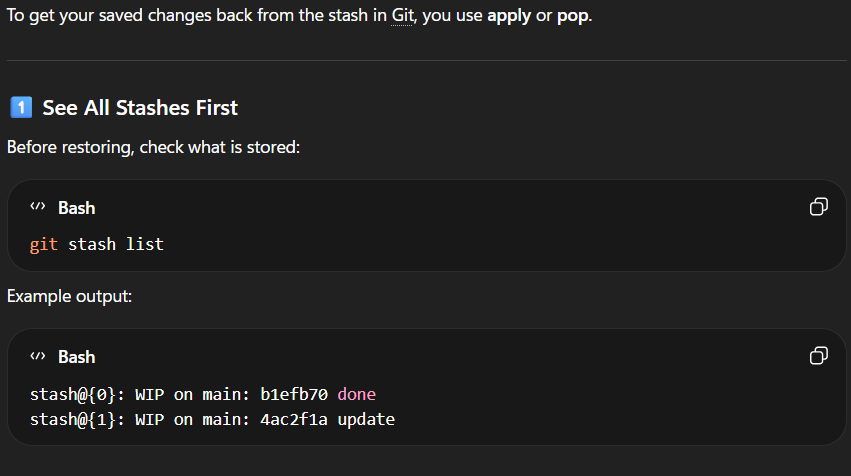 To get your saved changes back from the stash in Git, you use apply or pop.
1 See All Stashes First
Before restoring, check what is stored:
Bash
git stash list
Example output:
Bash
stash@{0}: WIP on main: b1efb70 done
stash@{1}: WIP on main: 4ac2f1a update